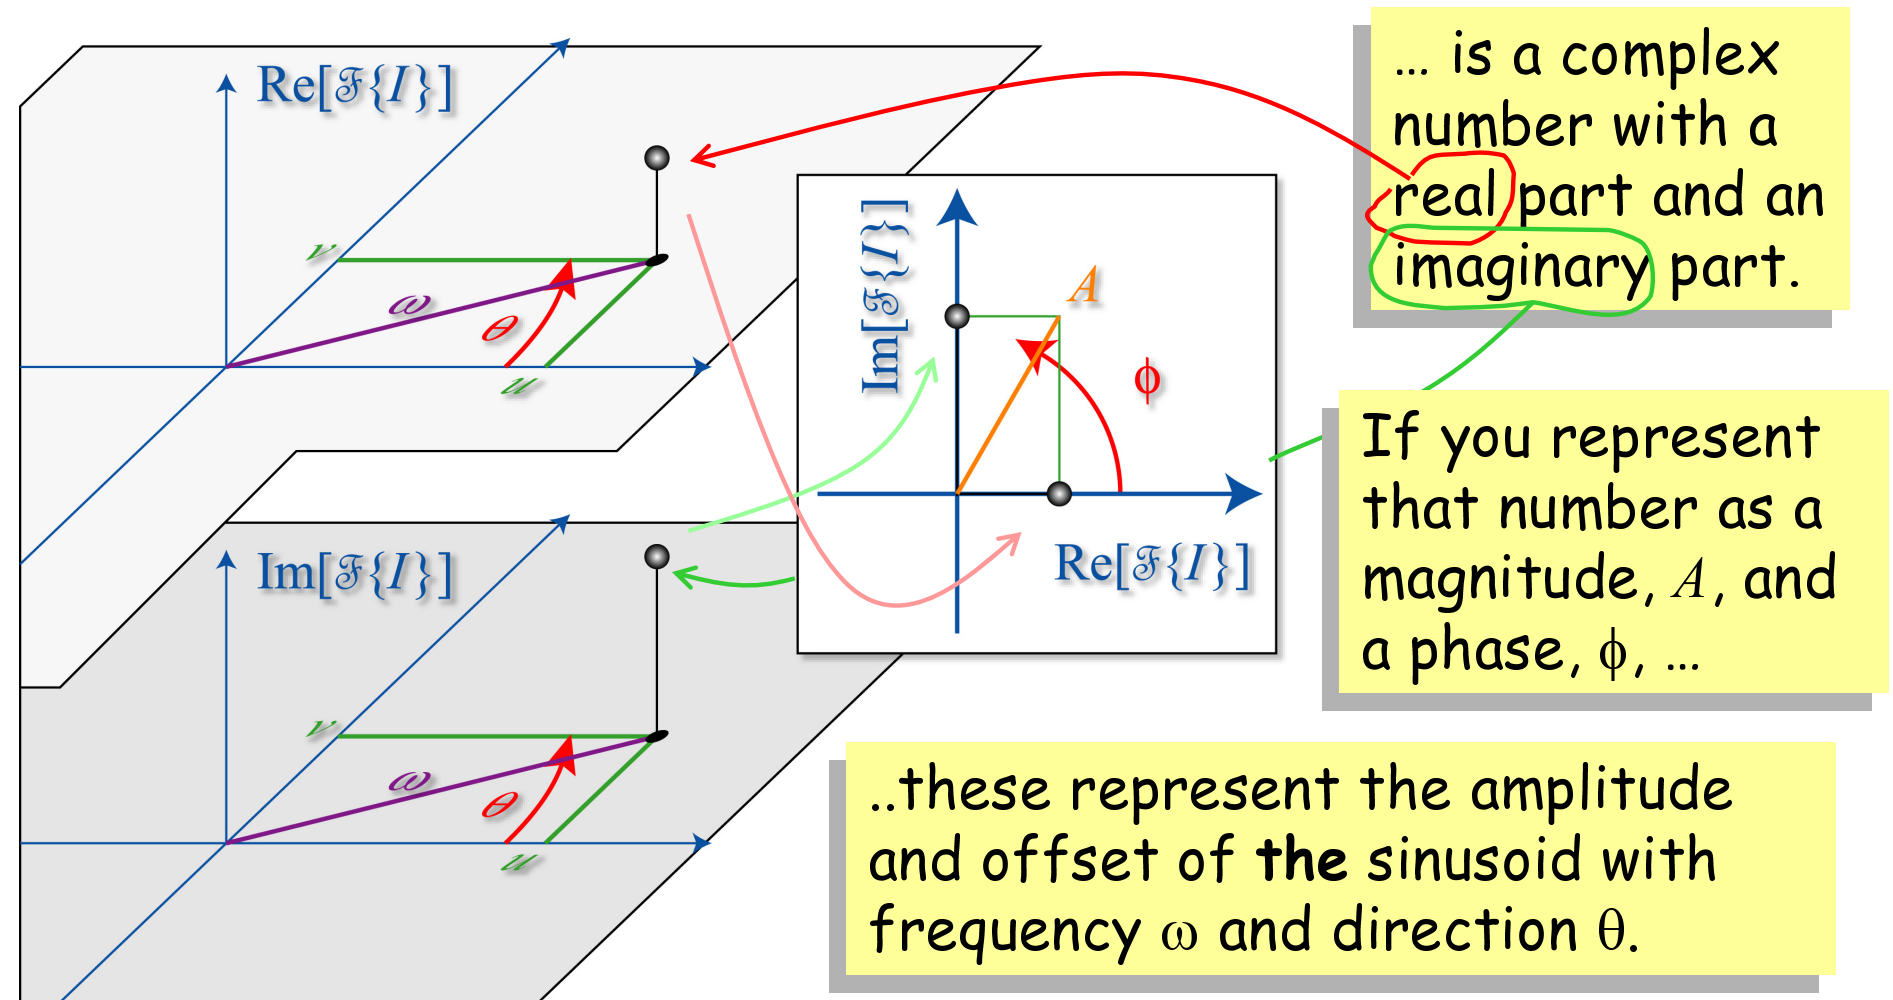 Re[ℱ{I}]
v
ω
θ
u
Im[ℱ{I}]
v
ω
θ
u
Im[ℱ{I}]
A
ϕ
Re[ℱ{I}]
… is a complex
number with a
real part and an
imaginary part.
If you represent
that number as a
magnitude, A, and
a phase, ϕ, …
..these represent the amplitude
and offset of the sinusoid with
frequency ω and direction θ.